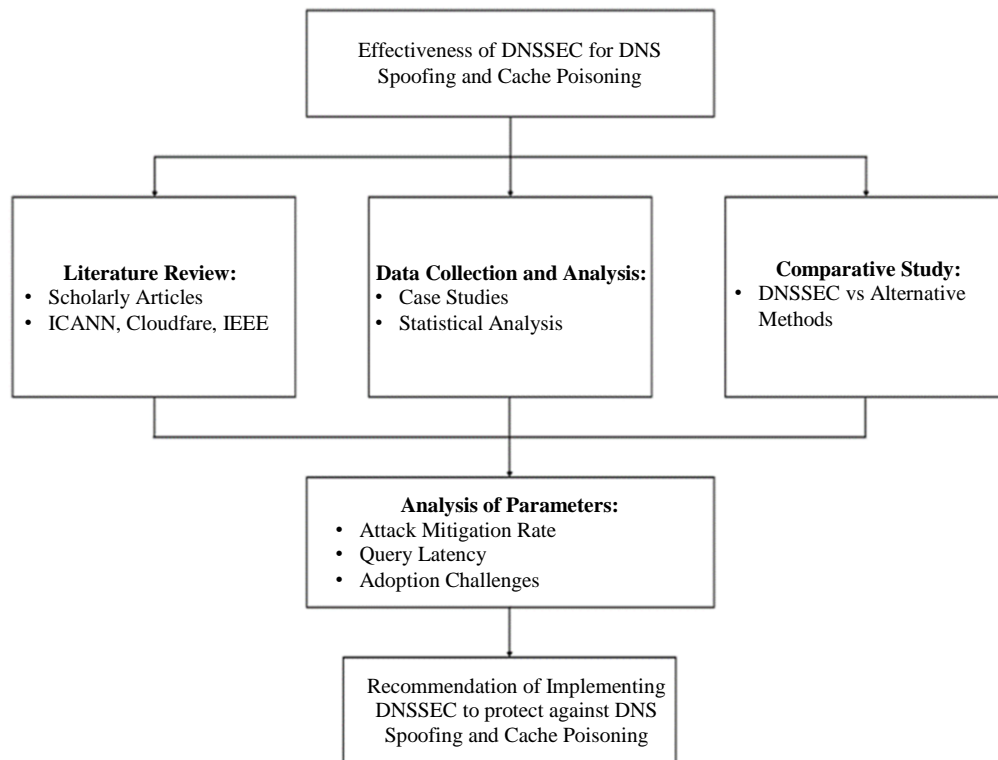 Effectiveness of DNSSEC for DNS
Spoofing and Cache Poisoning
Literature Review:
• Scholarly Articles
• ICANN, Cloudfare, IEEE
Data Collection and Analysis:
• Case Studies
• Statistical Analysis
Comparative Study:
• DNSSEC vs Alternative
Methods
Analysis of Parameters:
• Attack Mitigation Rate
• Query Latency
• Adoption Challenges
Recommendation of Implementing
DNSSEC to protect against DNS
Spoofing and Cache Poisoning